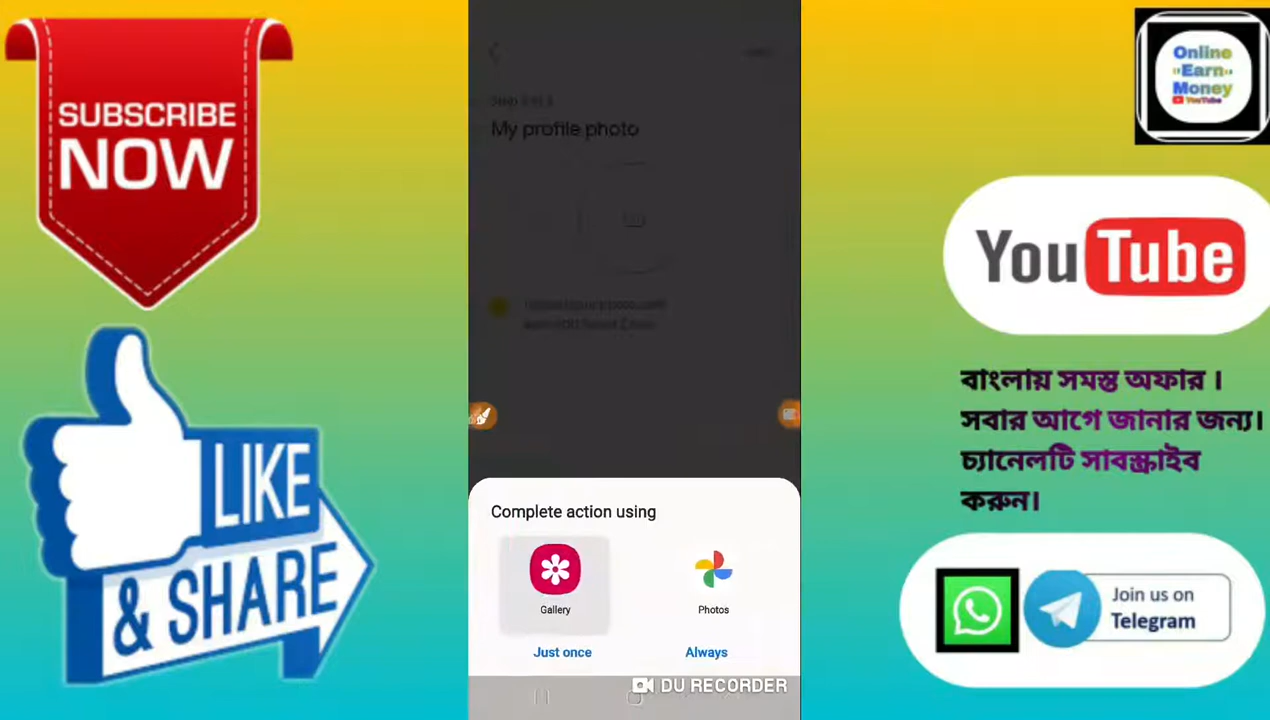 SUBSCRIBE
NOW
LIKE
& SHARE
My profile photo
Complete action using
Gallery
Photos
Just once
Always
DU RECORDER
Online
Earn
Money
YouTube
YouTube
বাংলায় সমস্ত অফার ।
সবার আগে জানার জন্য।
চ্যানেলটি সাবস্ক্রাইব
করুন।
Join us on
Telegram